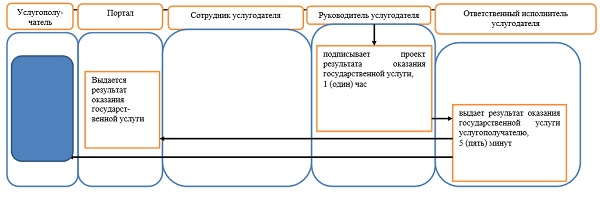 Услугополу-
чатель
Портал
Сотрудник услугодателя
Руководитель услугодателя
Ответственный исполнитель
услугодателя
Выдается
результат
оказания
государст-
венной услуги
подписывает проект
результата оказания
государственной услуги,
1 (один) час
выдает результат оказания
государственной услуги
услугополучателю,
5 (пять) минут